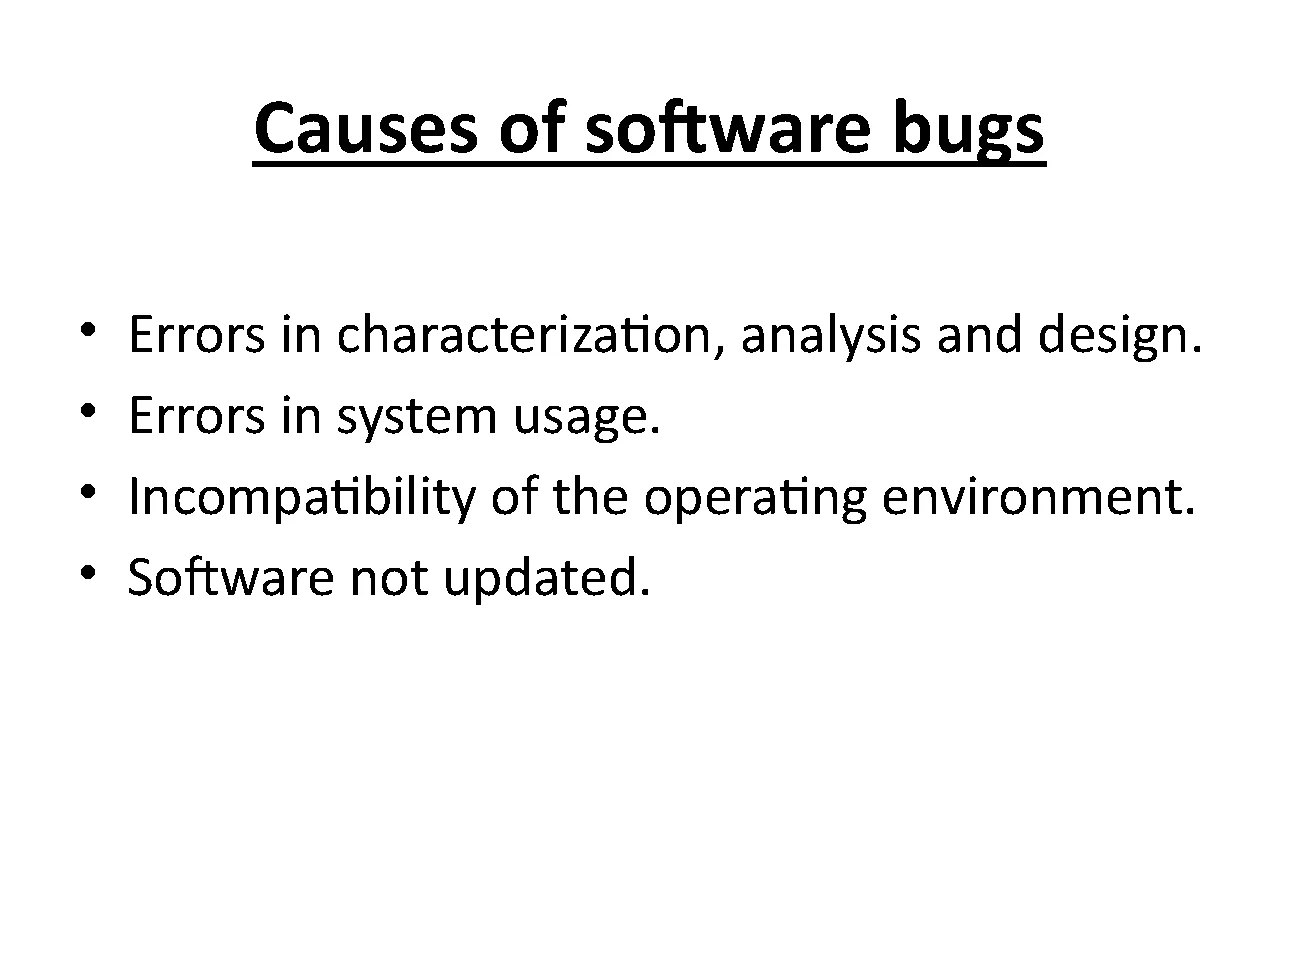 Causes of software bugs
• Errors in characterization, analysis and design.
• Errors in system usage.
• Incompatibility of the operating environment.
• Software not updated.